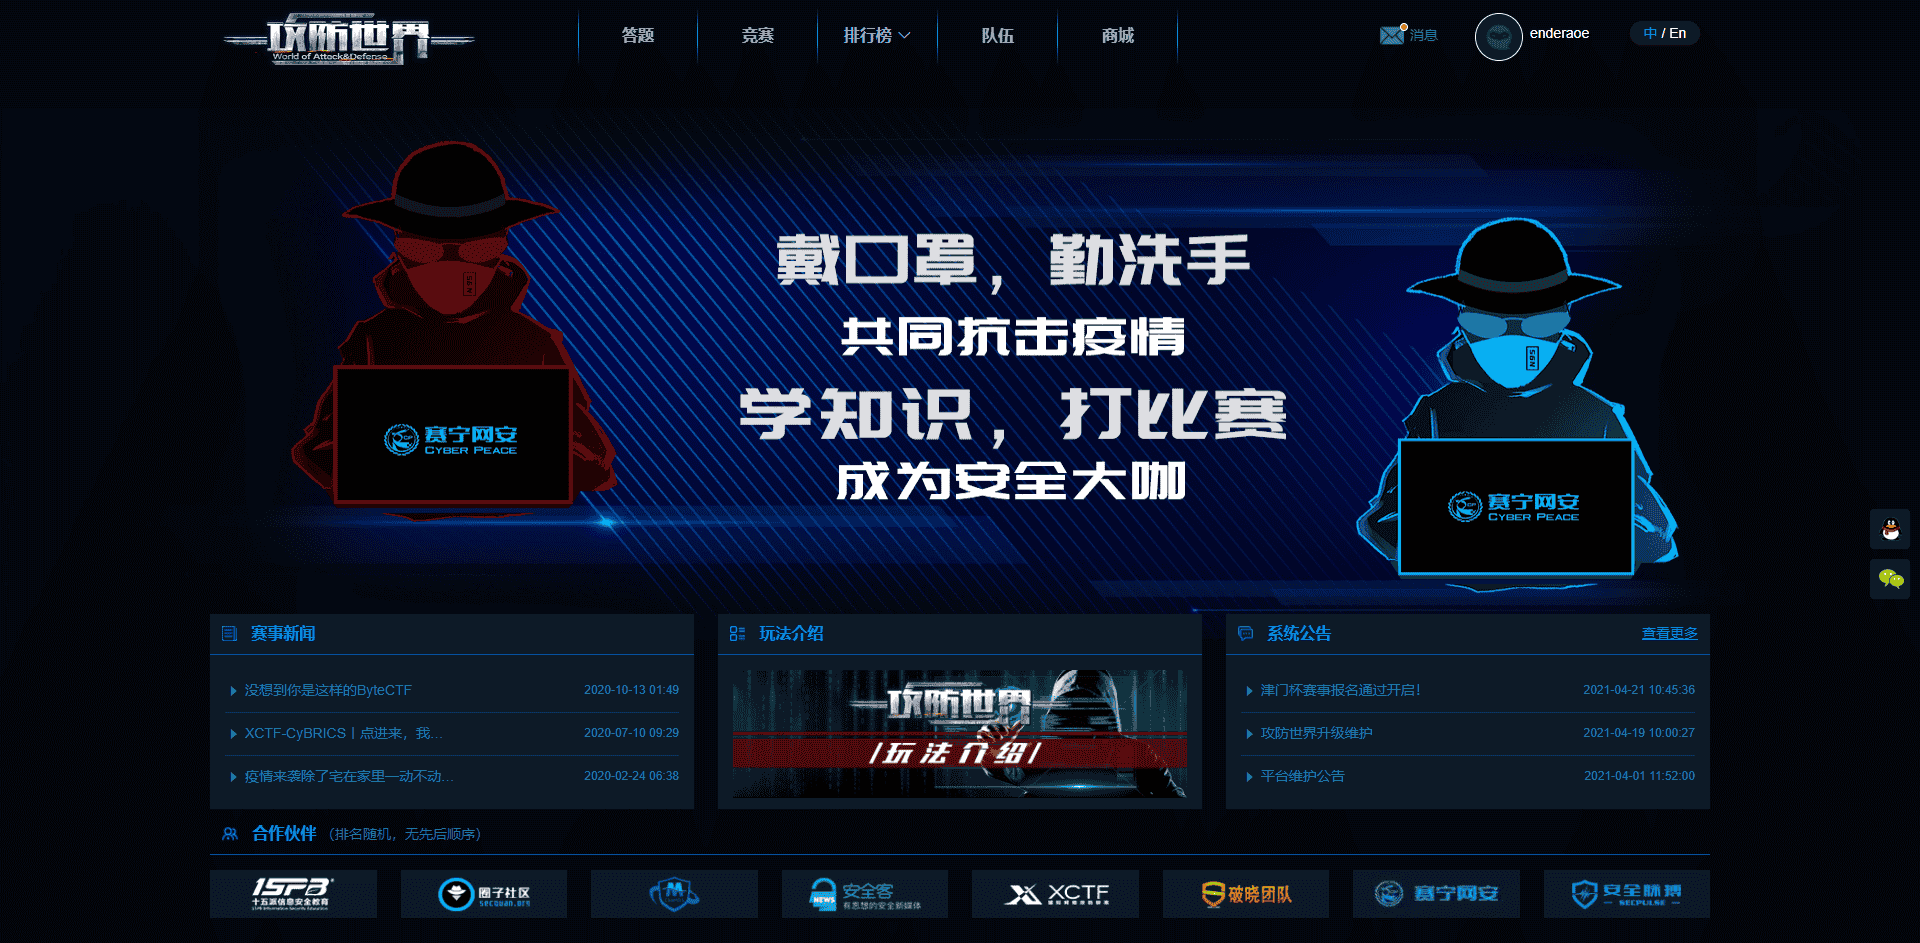 攻防世界
World of Attack&Defense
答题
竞赛
排行榜
队伍
商城
消息
enderaoe
中 / En
戴口罩，勤洗手
共同抗击疫情
学知识，打比赛
成为安全大咖
赛宁网安
CYBER PEACE
赛宁网安
CYBER PEACE
赛事新闻
没想到你是这样的ByteCTF 2020-10-13 01:49
XCTF-CyBRICS丨点进来，我... 2020-07-10 09:29
疫情来袭除了宅在家里一动不动... 2020-02-24 06:38
玩法介绍
攻防世界
/玩法介绍/
系统公告 查看更多
津门杯赛事报名通过开启！ 2021-04-21 10:45:36
攻防世界升级维护 2021-04-19 10:00:27
平台维护公告 2021-04-01 11:52:00
合作伙伴 （排名随机，无先后顺序）
15PB
十五派信息安全教育
圈子社区
secquan.org
M
NEWS
安全客
有思想的安全新媒体
XCTF
破晓团队
赛宁网安
安全脉搏
SECPULSE